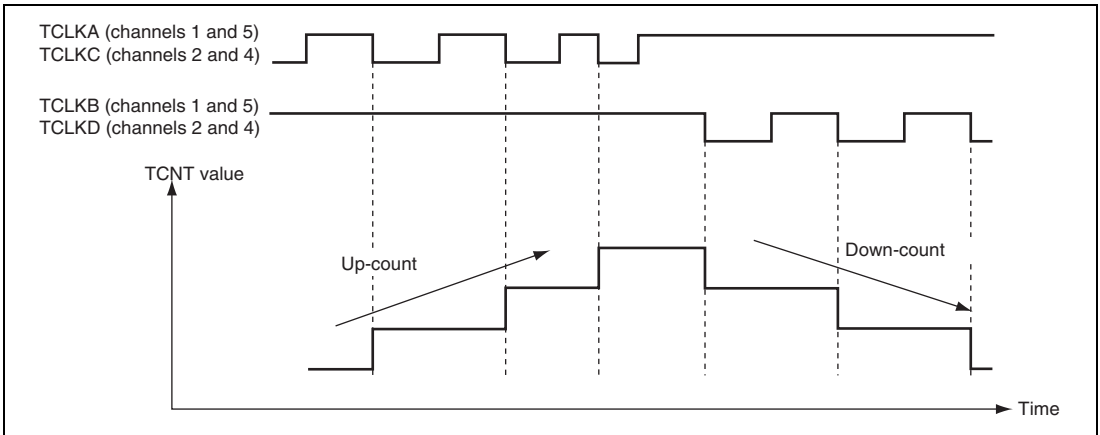 TCLKA (channels 1 and 5)
TCLKC (channels 2 and 4)
TCLKB (channels 1 and 5)
TCLKD (channels 2 and 4)
TCNT value
Up-count
Down-count
Time